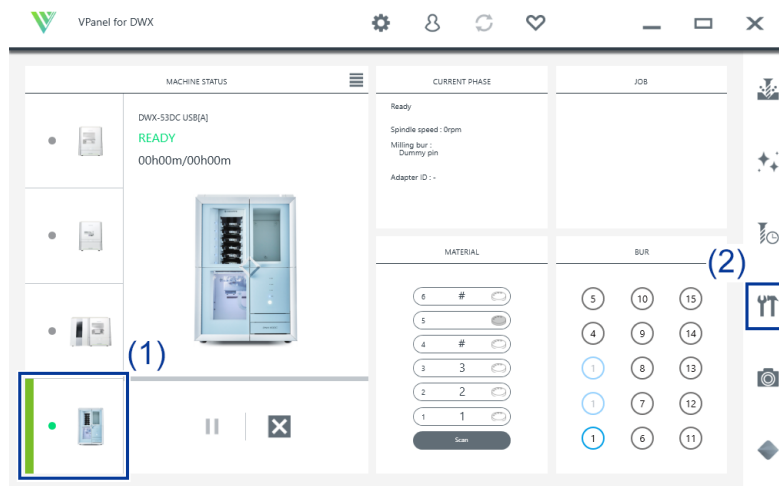 VPanel for DWX
MACHINE STATUS
DWX-53DC USB[A]
READY
00h00m/00h00m
(1)
CURRENT PHASE
Ready
Spindle speed : 0rpm
Milling bur :
Dummy pin
Adapter ID : -
JOB
MATERIAL
6 #
5
4 #
3 3
2 2
1 1
Scan
BUR
(2)
5 10 15
4 9 14
1 8 13
1 7 12
1 6 11